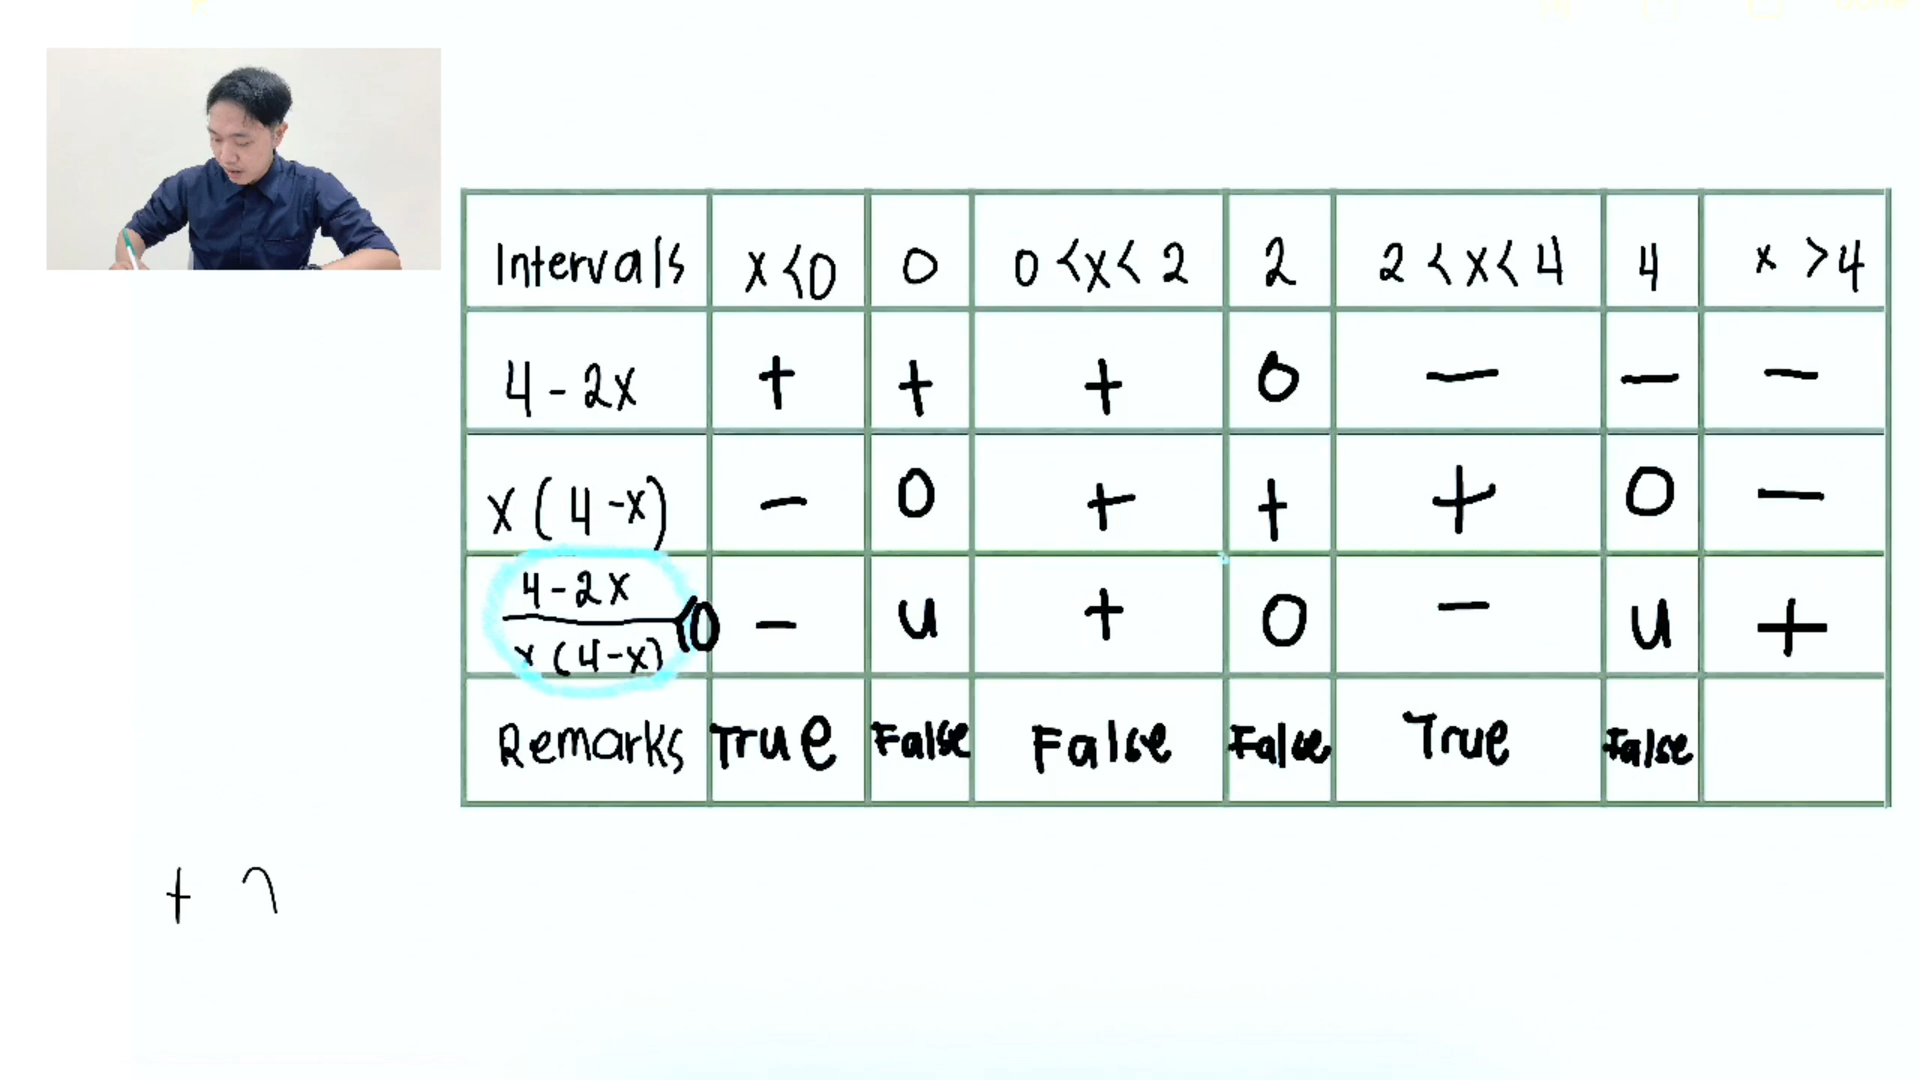 Intervals x<0 0 0<x<2 2 2<x<4 4 x>4
4-2x + + + 0 - - -
x(4-x) - 0 + + + 0 -
4-2x
x(4-x) <0 - u + 0 - u +
Remarks True False False False True False
+ ?